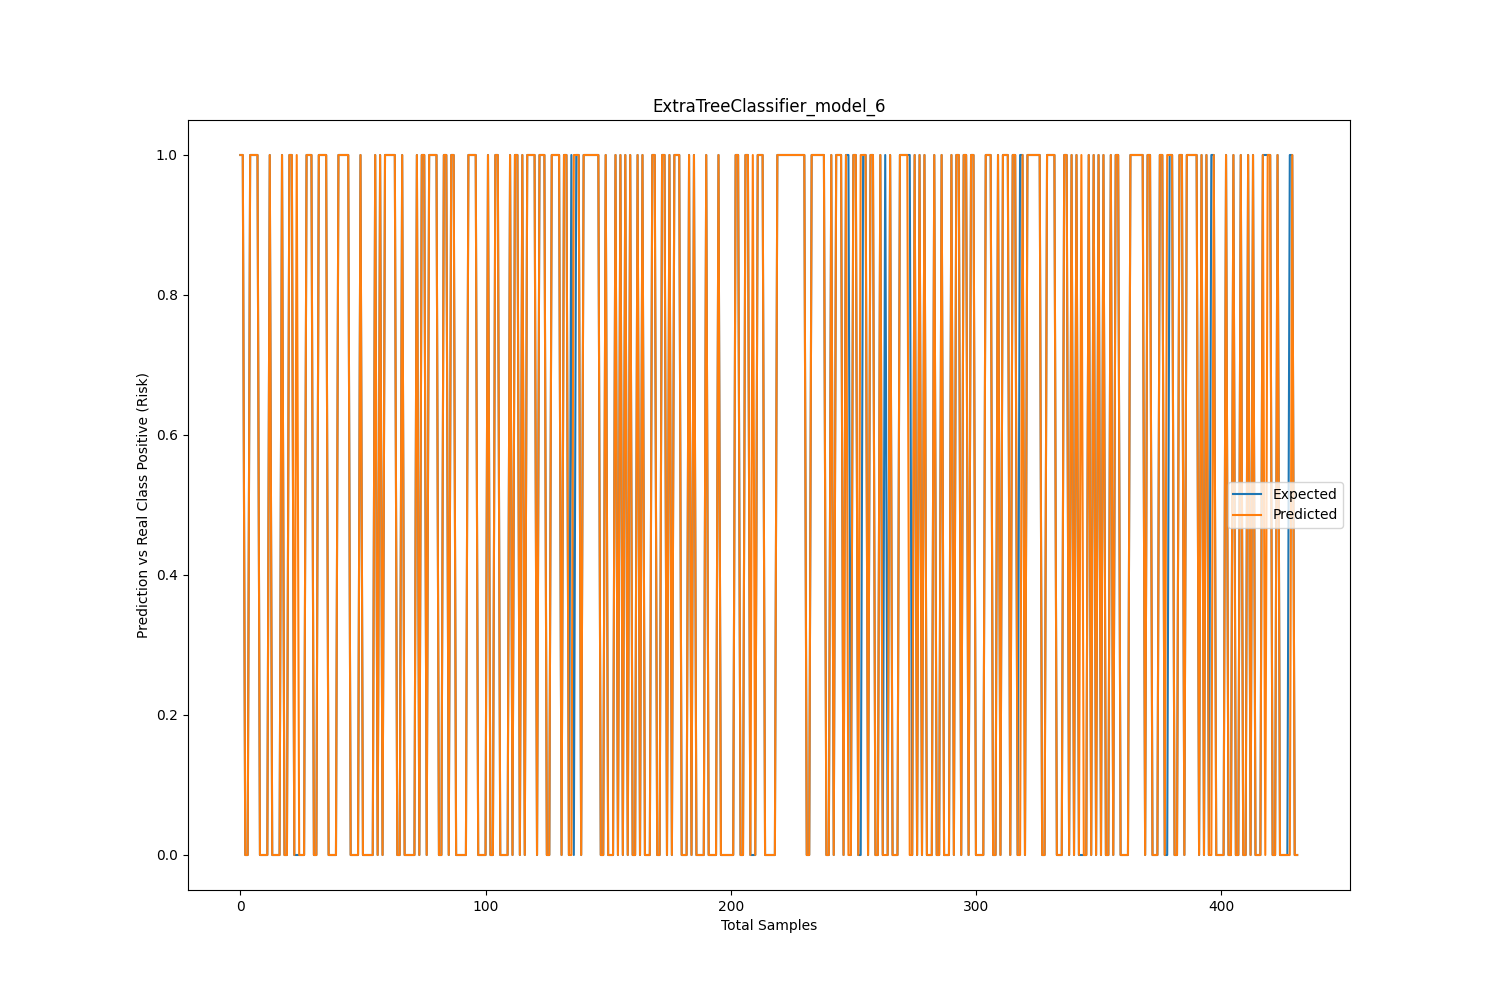 ExtraTreeClassifier_model_6
1.0
0.8
0.6
0.4
0.2
0.0
Prediction vs Real Class Positive (Risk)
Expected
Predicted
0
100
200
300
400
Total Samples